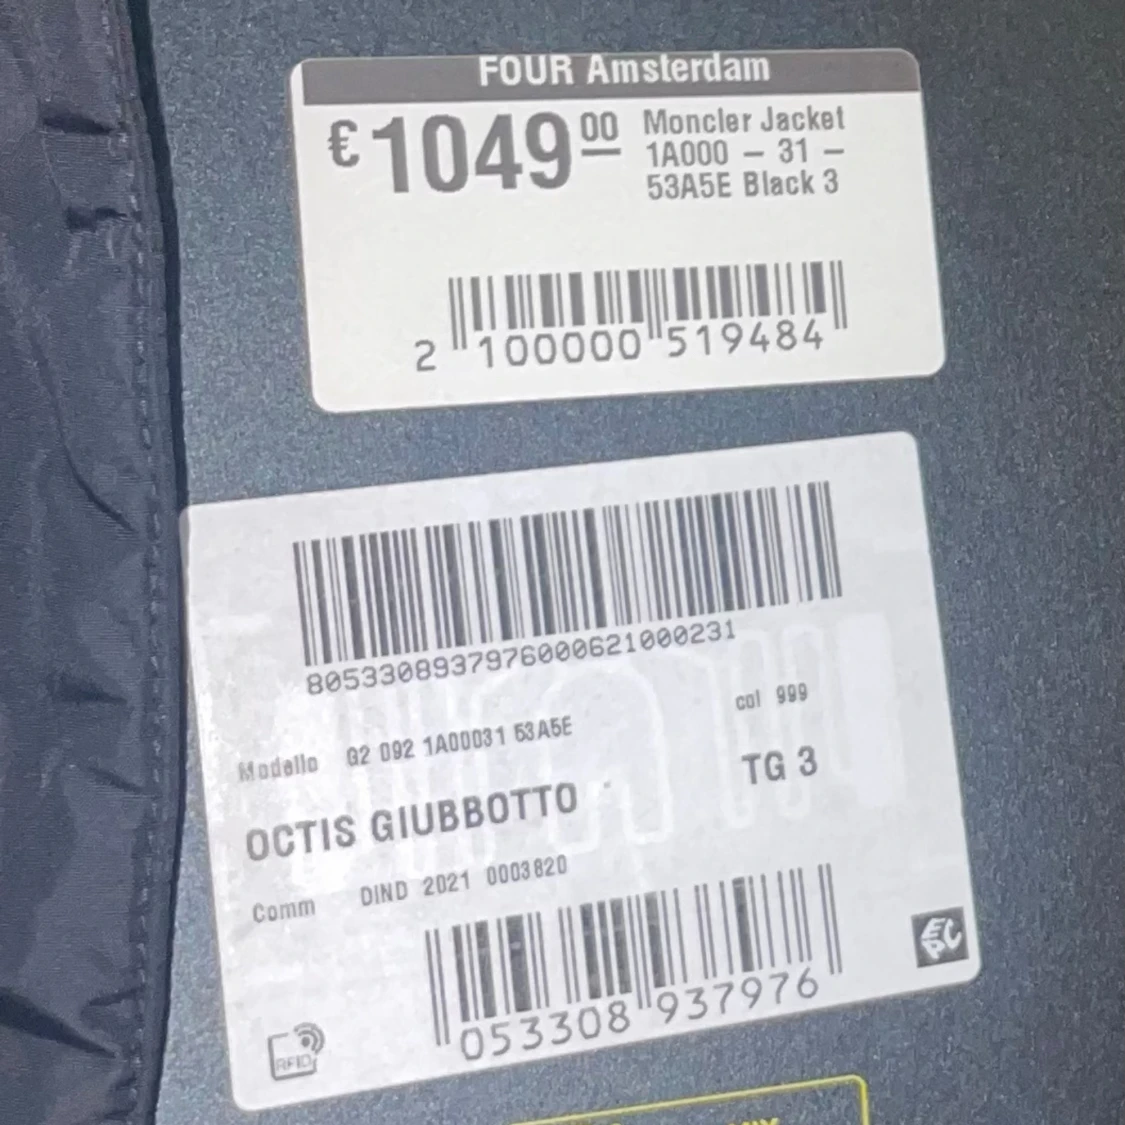 FOUR Amsterdam
€ 1049 00
Moncler Jacket
1A000 – 31 –
53A5E Black 3
2 100000 519484
8053308937976000621000231
col 999
Modello G2 092 1A00031 53A5E
TG 3
OCTIS GIUBBOTTO
Comm DIND 2021 0003820
053308 937976
RFID